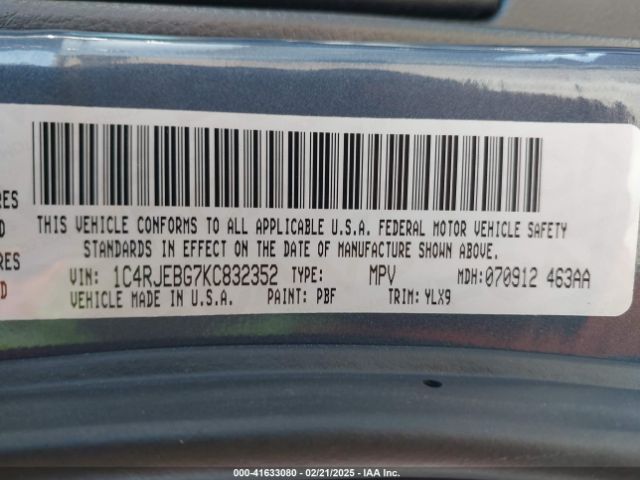 RES
D
RES
D
THIS VEHICLE CONFORMS TO ALL APPLICABLE U.S.A. FEDERAL MOTOR VEHICLE SAFETY
STANDARDS IN EFFECT ON THE DATE OF MANUFACTURE SHOWN ABOVE.
VIN: 1C4RJEBG7KC832352 TYPE: MPV MDH:070912 463AA
VEHICLE MADE IN U.S.A. PAINT: PBF TRIM: YLX9
000-41633080 - 02/21/2025 - IAA Inc.